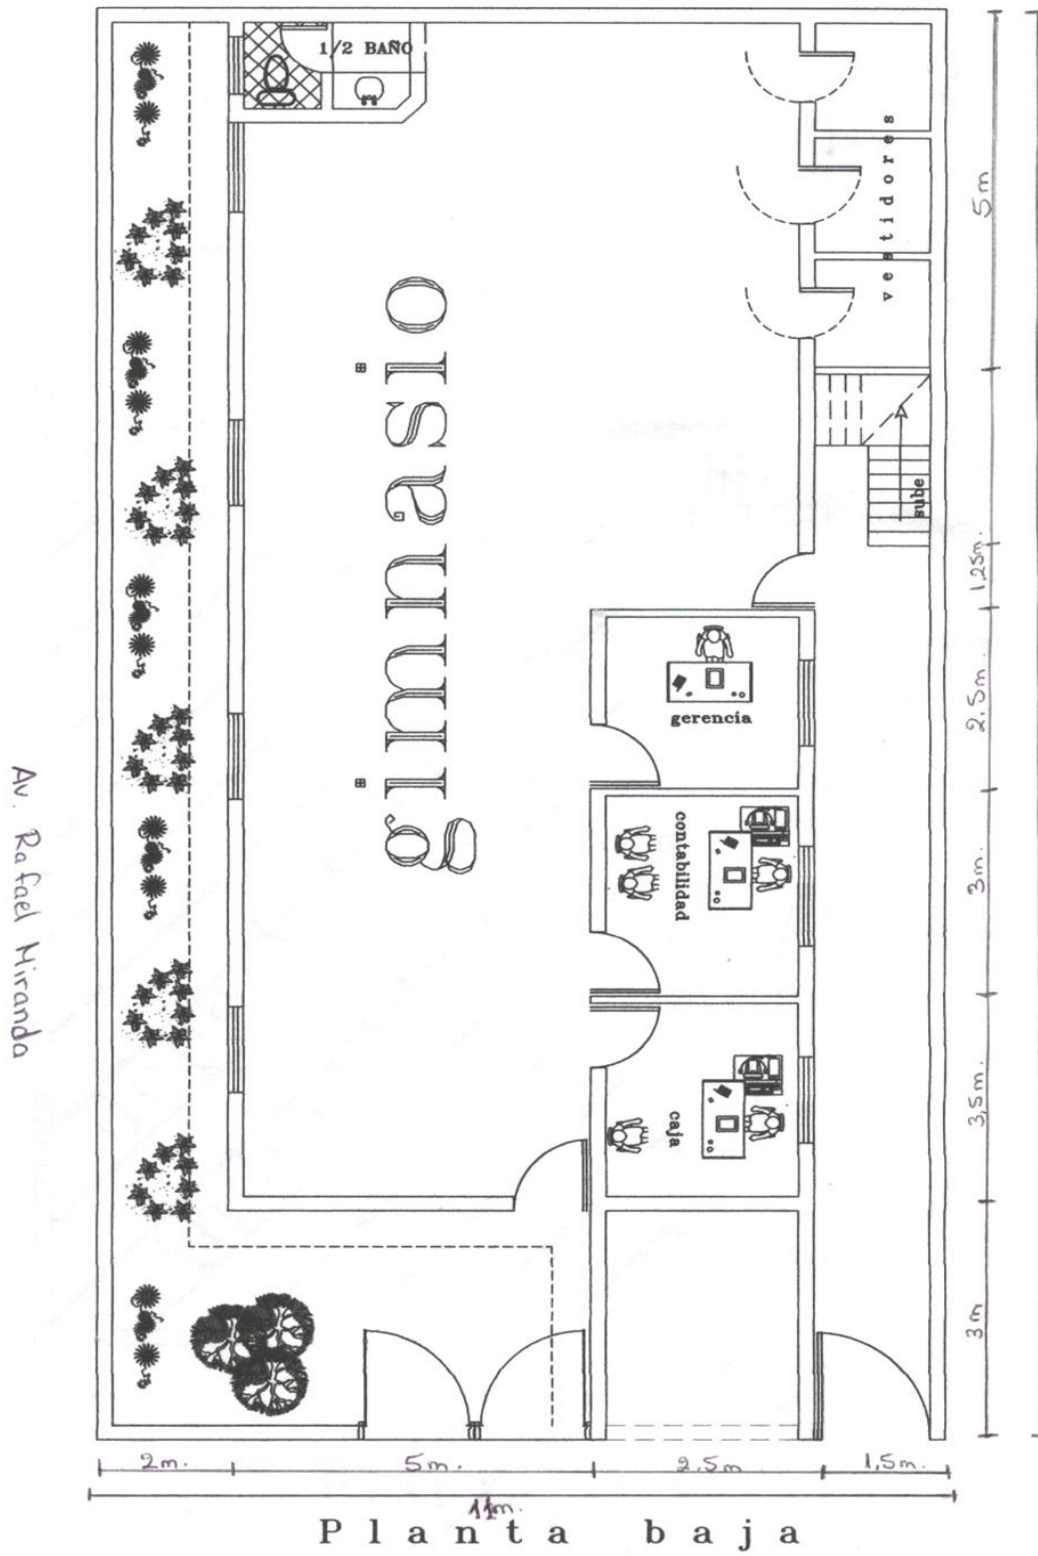 1/2 BAÑO
vestidores
5m
gimnasio
sube
1,25m.
gerencia
2,5m.
contabilidad
3m.
caja
3,5m.
3m
Av. Rafael Miranda
2m.
5m.
2,5m
1,5m.
11m.
Planta baja